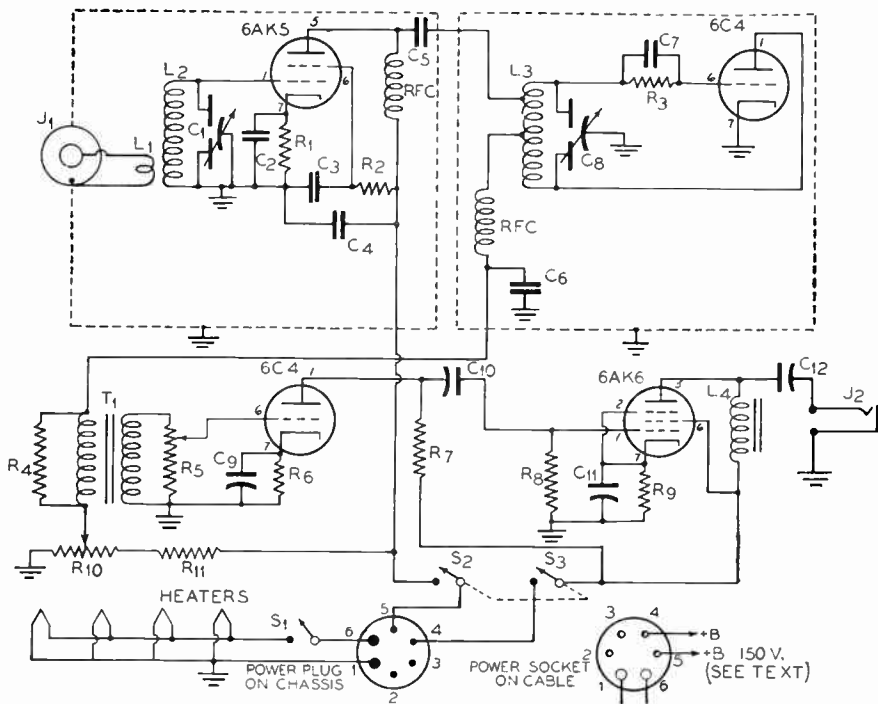 6AK5
5
C5
L2
1
6
7
RFC
J1
L1
C1
C2
R1
C3
R2
C4
6C4
1
C7
L3
R3
6
7
C8
RFC
C6
T1
6C4
1
C10
6AK6
3
L4
C12
J2
R4
R5
6
7
C9
R6
R7
2
1
6
7
R8
C11
R9
R10
R11
S2
S3
HEATERS
S1
6
5
4
1
3
2
POWER PLUG
ON CHASSIS
POWER SOCKET
ON CABLE
3
4
+B
2
5
+B 150 V.
(SEE TEXT)
1
6